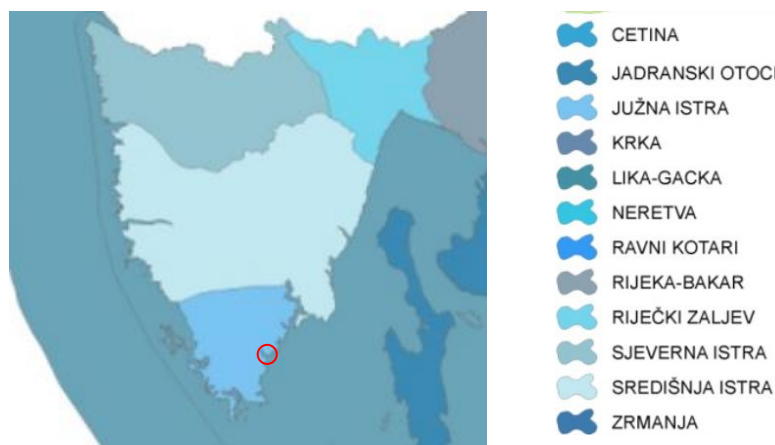 CETINA
JADRANSKI OTOCI
JUŽNA ISTRA
KRKA
LIKA-GACKA
NERETVA
RAVNI KOTARI
RIJEKA-BAKAR
RIJEČKI ZALJEV
SJEVERNA ISTRA
SREDIŠNJA ISTRA
ZRMANJA